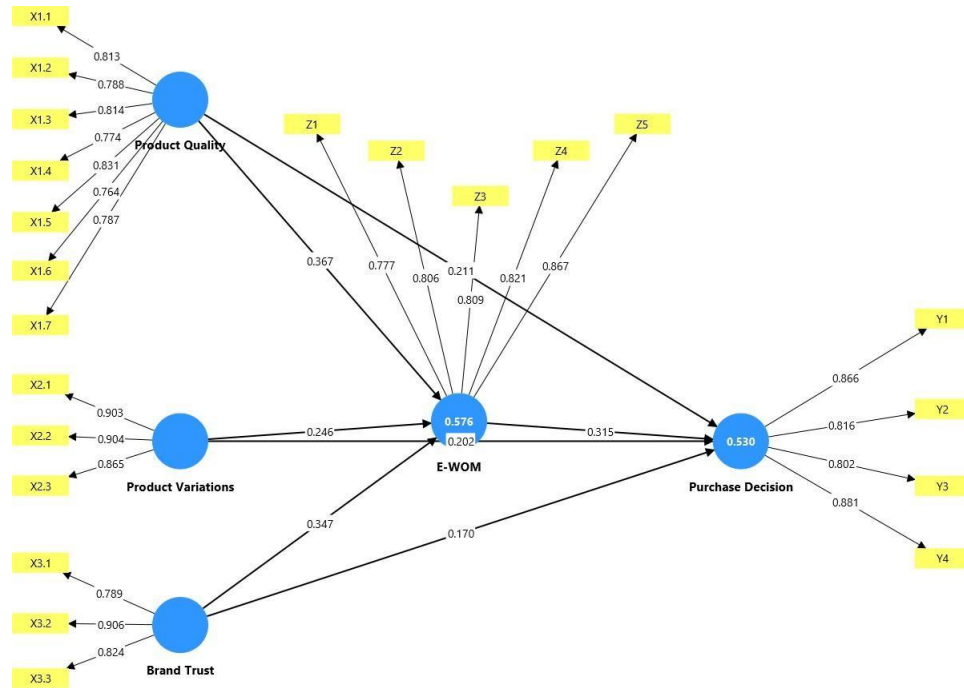 X1.1
0.813
X1.2
0.788
X1.3
0.814
X1.4
0.774
X1.5
0.831
X1.6
0.764
X1.7
0.787
Product Quality
Z1
Z2
Z3
Z4
Z5
0.367
0.777
0.806
0.809
0.211
0.821
0.867
X2.1
0.903
X2.2
0.904
X2.3
0.865
Product Variations
0.246
0.576
0.202
E-WOM
0.315
0.530
Purchase Decision
Y1
0.866
Y2
0.816
Y3
0.802
Y4
0.881
0.347
0.170
X3.1
0.789
X3.2
0.906
X3.3
0.824
Brand Trust